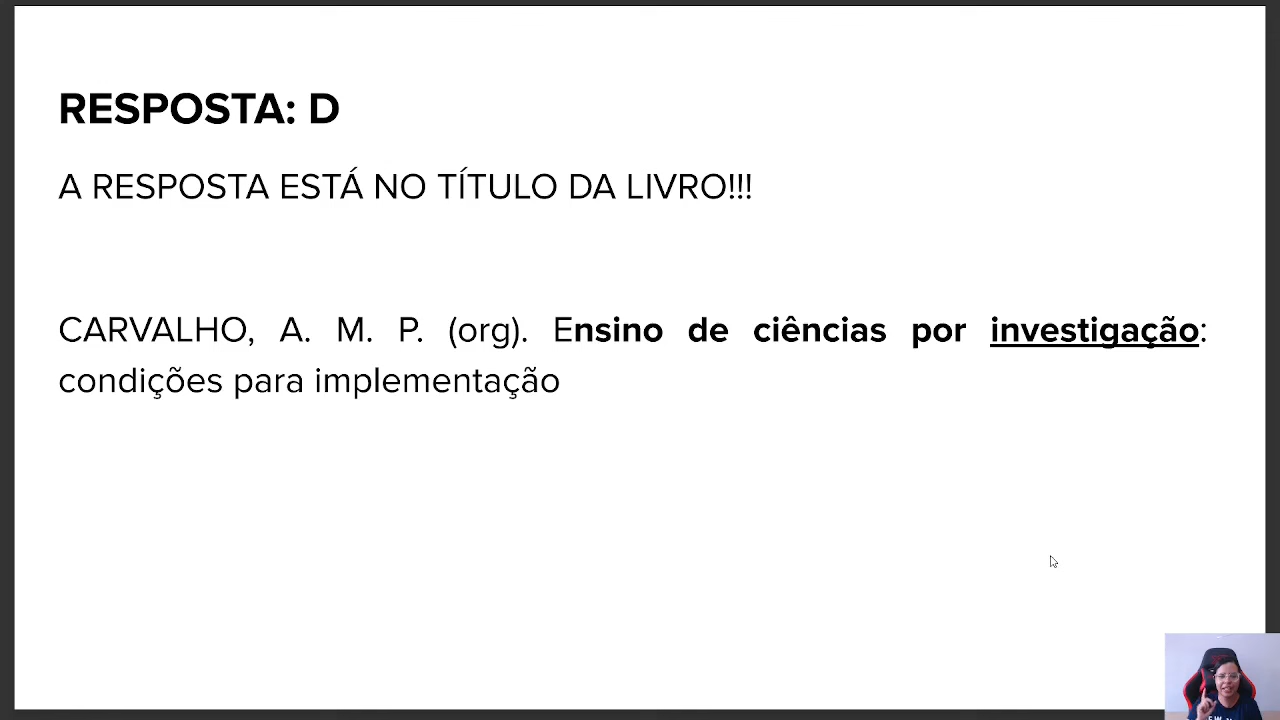 RESPOSTA: D
A RESPOSTA ESTÁ NO TÍTULO DA LIVRO!!!
CARVALHO, A. M. P. (org). Ensino de ciências por investigação:
condições para implementação